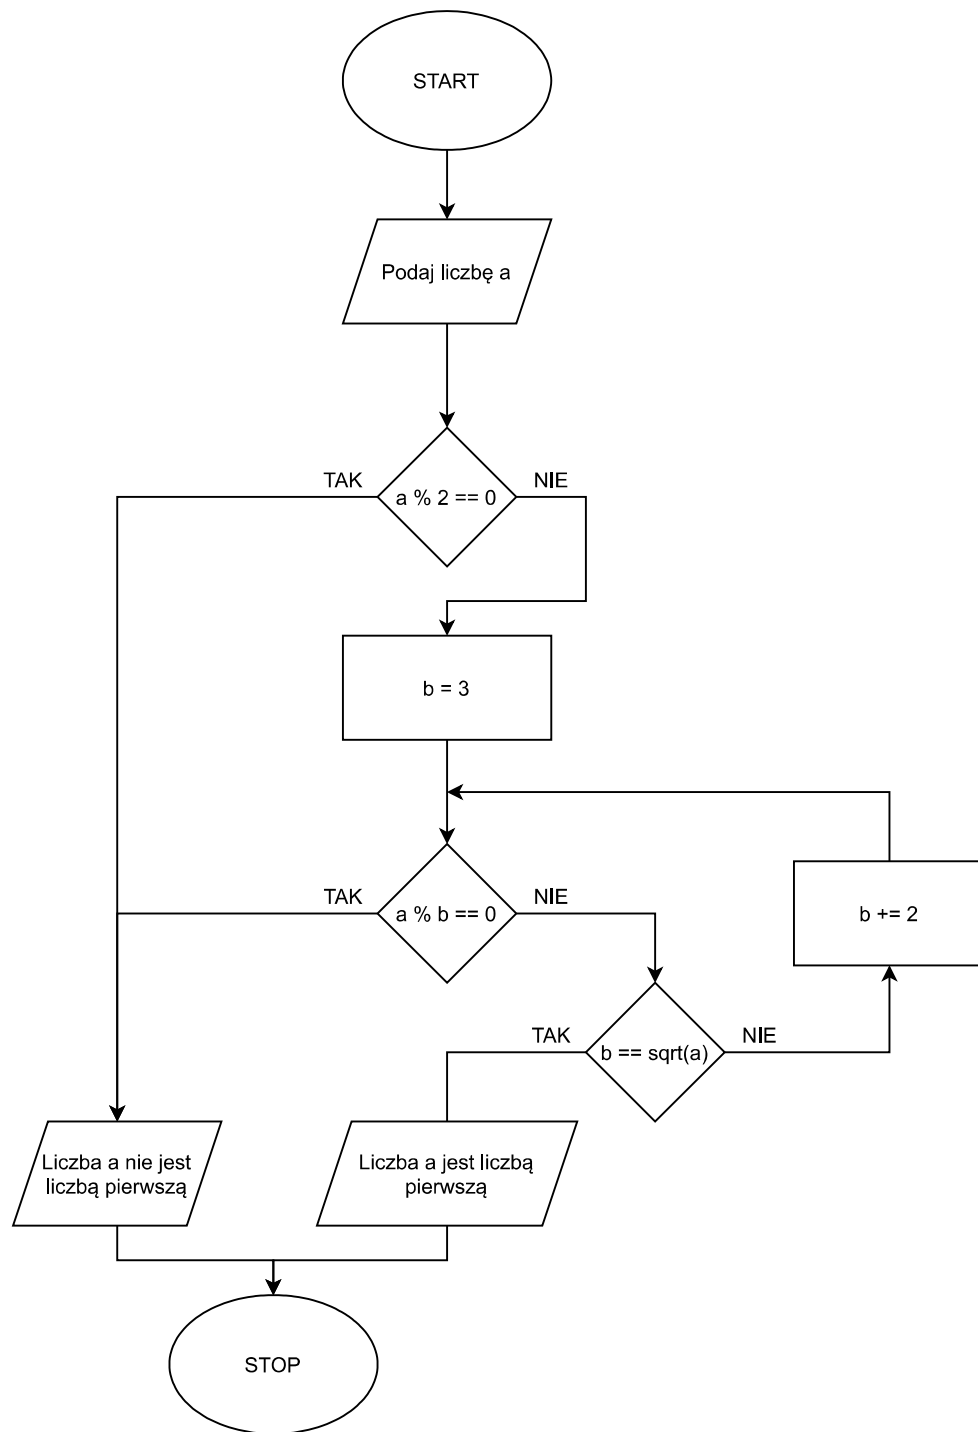 START
Podaj liczbę a
TAK
a % 2 == 0
NIE
b = 3
TAK
a % b == 0
NIE
b += 2
TAK
b == sqrt(a)
NIE
Liczba a nie jest
liczbą pierwszą
Liczba a jest liczbą
pierwszą
STOP